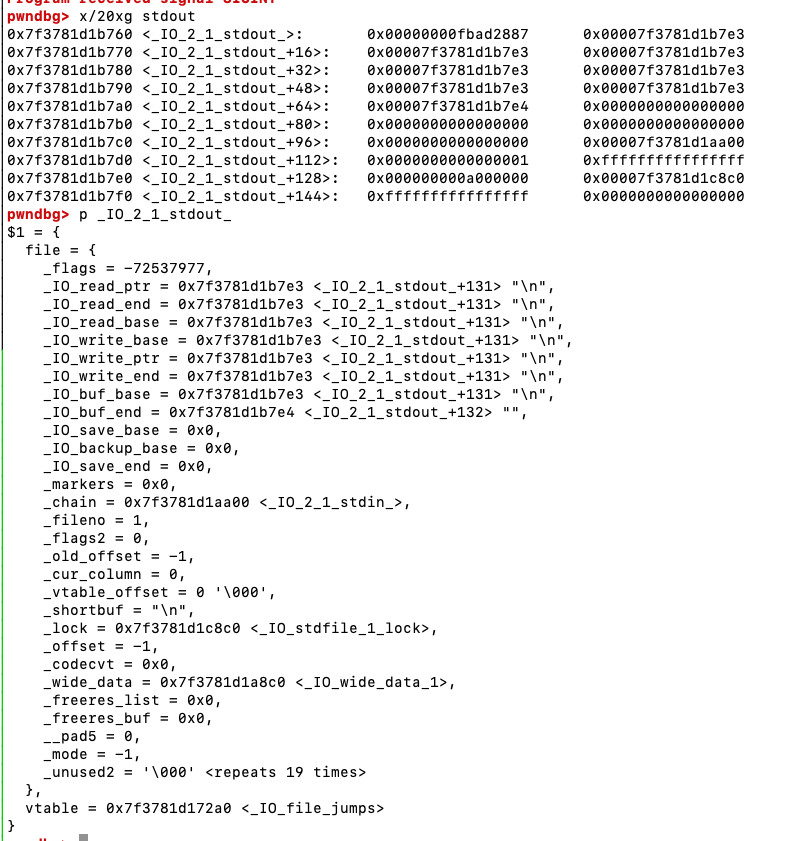 pwndbg> x/20xg stdout
0x7f3781d1b760 <_IO_2_1_stdout_>:    0x00000000fbad2887    0x00007f3781d1b7e3
0x7f3781d1b770 <_IO_2_1_stdout_+16>:    0x00007f3781d1b7e3    0x00007f3781d1b7e3
0x7f3781d1b780 <_IO_2_1_stdout_+32>:    0x00007f3781d1b7e3    0x00007f3781d1b7e3
0x7f3781d1b790 <_IO_2_1_stdout_+48>:    0x00007f3781d1b7e3    0x00007f3781d1b7e3
0x7f3781d1b7a0 <_IO_2_1_stdout_+64>:    0x00007f3781d1b7e4    0x0000000000000000
0x7f3781d1b7b0 <_IO_2_1_stdout_+80>:    0x0000000000000000    0x0000000000000000
0x7f3781d1b7c0 <_IO_2_1_stdout_+96>:    0x0000000000000000    0x00007f3781d1aa00
0x7f3781d1b7d0 <_IO_2_1_stdout_+112>:    0x0000000000000001    0xffffffffffffffff
0x7f3781d1b7e0 <_IO_2_1_stdout_+128>:    0x000000000a000000    0x00007f3781d1c8c0
0x7f3781d1b7f0 <_IO_2_1_stdout_+144>:    0xffffffffffffffff    0x0000000000000000
pwndbg> p _IO_2_1_stdout_
$1 = {
  file = {
    _flags = -72537977,
    _IO_read_ptr = 0x7f3781d1b7e3 <_IO_2_1_stdout_+131> "\n",
    _IO_read_end = 0x7f3781d1b7e3 <_IO_2_1_stdout_+131> "\n",
    _IO_read_base = 0x7f3781d1b7e3 <_IO_2_1_stdout_+131> "\n",
    _IO_write_base = 0x7f3781d1b7e3 <_IO_2_1_stdout_+131> "\n",
    _IO_write_ptr = 0x7f3781d1b7e3 <_IO_2_1_stdout_+131> "\n",
    _IO_write_end = 0x7f3781d1b7e3 <_IO_2_1_stdout_+131> "\n",
    _IO_buf_base = 0x7f3781d1b7e3 <_IO_2_1_stdout_+131> "\n",
    _IO_buf_end = 0x7f3781d1b7e4 <_IO_2_1_stdout_+132> "",
    _IO_save_base = 0x0,
    _IO_backup_base = 0x0,
    _IO_save_end = 0x0,
    _markers = 0x0,
    _chain = 0x7f3781d1aa00 <_IO_2_1_stdin_>,
    _fileno = 1,
    _flags2 = 0,
    _old_offset = -1,
    _cur_column = 0,
    _vtable_offset = 0 '\000',
    _shortbuf = "\n",
    _lock = 0x7f3781d1c8c0 <_IO_stdfile_1_lock>,
    _offset = -1,
    _codecvt = 0x0,
    _wide_data = 0x7f3781d1a8c0 <_IO_wide_data_1>,
    _freeres_list = 0x0,
    _freeres_buf = 0x0,
    __pad5 = 0,
    _mode = -1,
    _unused2 = '\000' <repeats 19 times>
  },
  vtable = 0x7f3781d172a0 <_IO_file_jumps>
}